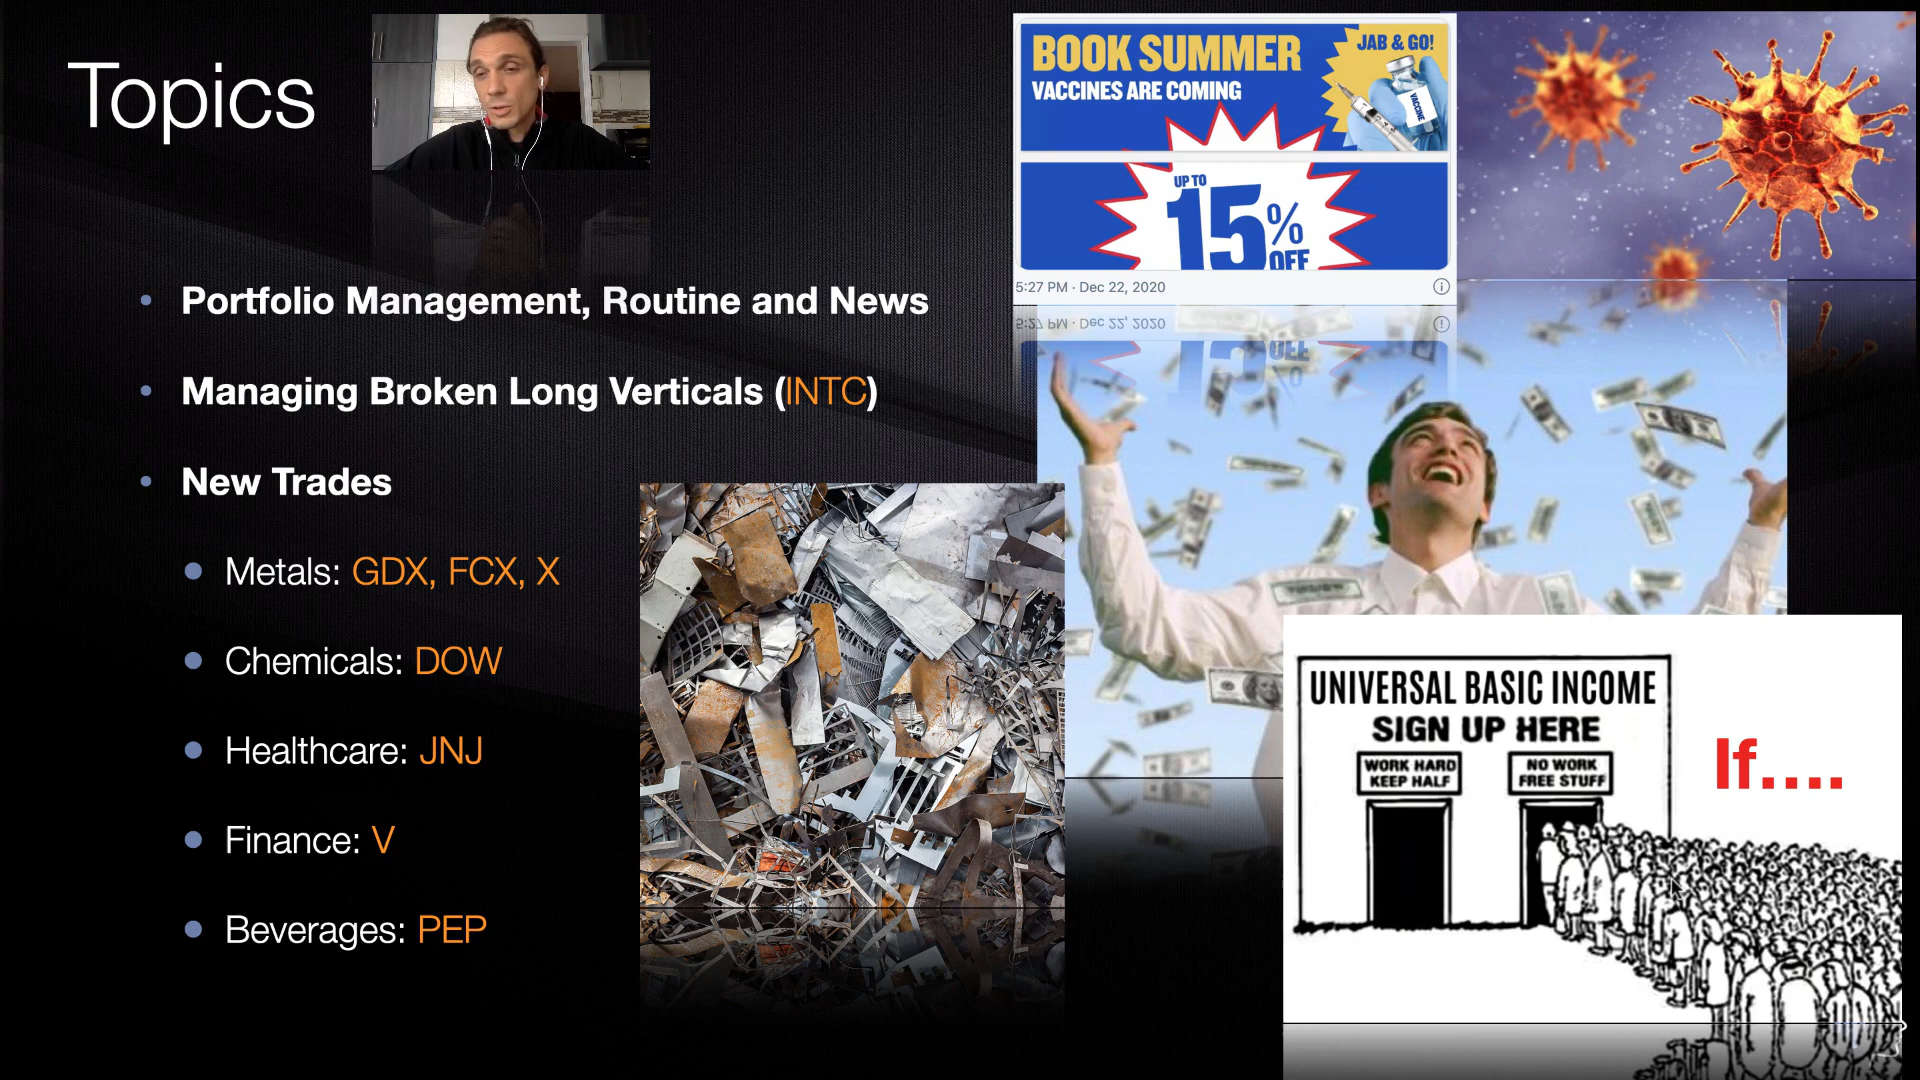 Topics
Portfolio Management, Routine and News
Managing Broken Long Verticals (INTC)
New Trades
Metals: GDX, FCX, X
Chemicals: DOW
Healthcare: JNJ
Finance: V
Beverages: PEP
BOOK SUMMER
VACCINES ARE COMING
JAB & GO!
VACCINE
UP TO
15%
OFF
5:27 PM · Dec 22, 2020
UNIVERSAL BASIC INCOME
SIGN UP HERE
WORK HARD
KEEP HALF
NO WORK
FREE STUFF
If....